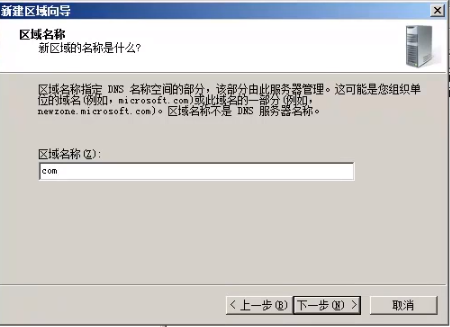 新建区域向导
区域名称
新区域的名称是什么?
区域名称指定 DNS 名称空间的部分，该部分由此服务器管理。这可能是您组织单
位的域名(例如，microsoft.com)或此域名的一部分(例如，
newzone.microsoft.com)。区域名称不是 DNS 服务器名称。
区域名称(Z):
com
< 上一步(B) 下一步(N) > 取消